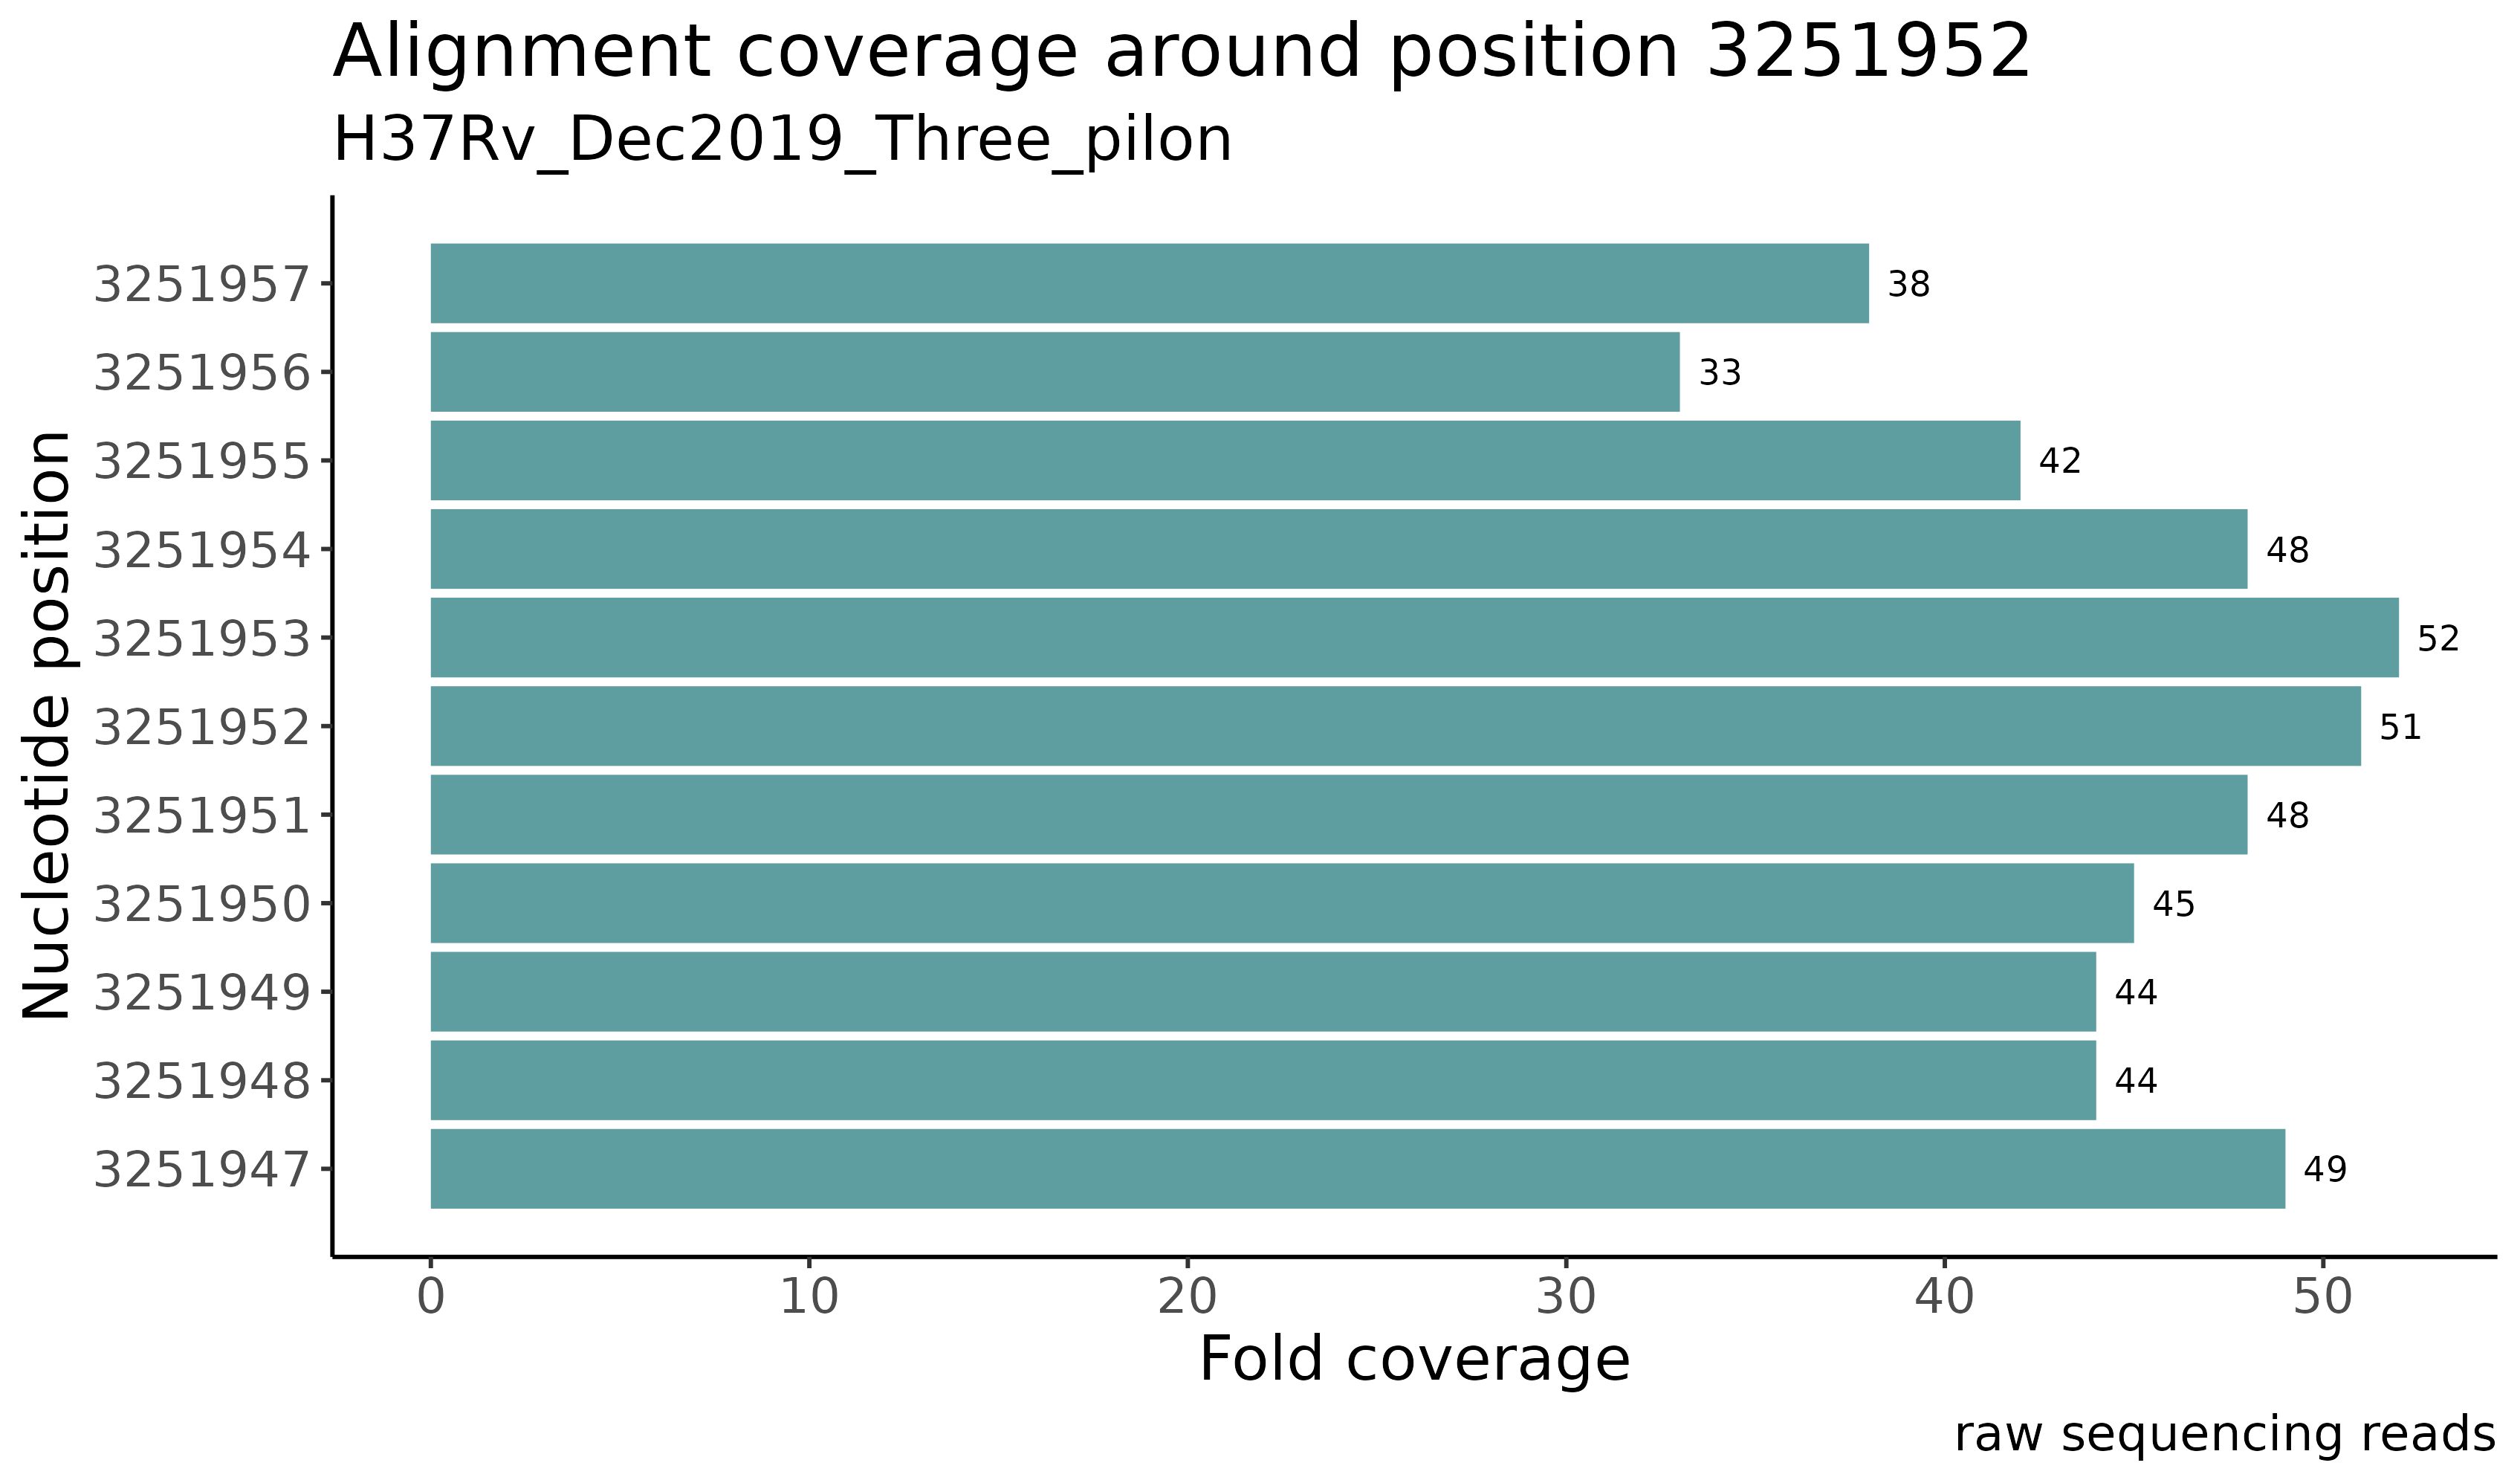 Alignment coverage around position 3251952
H37Rv_Dec2019_Three_pilon
Nucleotide position
3251957 38
3251956 33
3251955 42
3251954 48
3251953 52
3251952 51
3251951 48
3251950 45
3251949 44
3251948 44
3251947 49
0 10 20 30 40 50
Fold coverage
raw sequencing reads